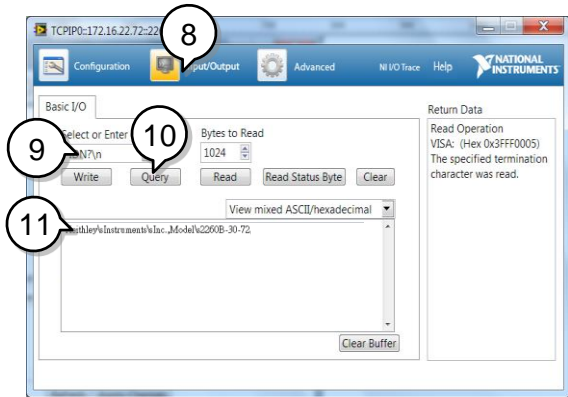 TCPIP0::172.16.22.72::22
8
Configuration
Input/Output
Advanced
NI I/O Trace
Help
NATIONAL INSTRUMENTS
Basic I/O
Select or Enter
10
Bytes to Read
9
N?\n
1024
Write
Query
Read
Read Status Byte
Clear
View mixed ASCII/hexadecimal
11
thley\sInstruments\sInc.,Model\s2260B-30-72.
Clear Buffer
Return Data
Read Operation
VISA: (Hex 0x3FFF0005)
The specified termination
character was read.